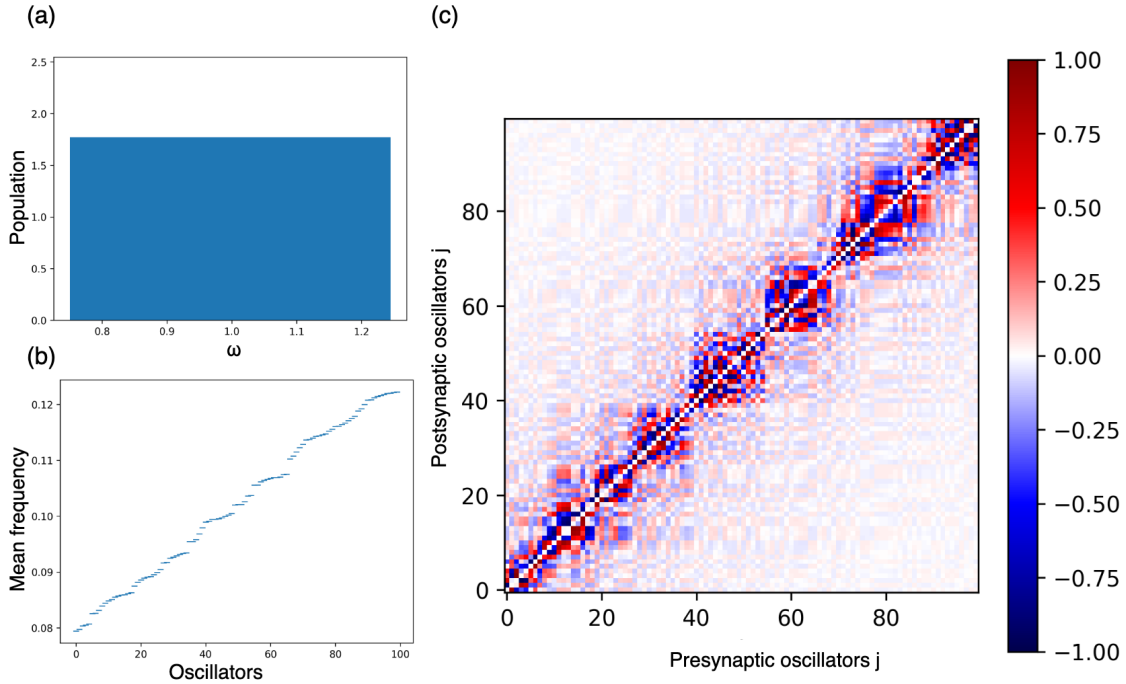 (a)
Population
2.5
2.0
1.5
1.0
0.5
0.0
0.8 0.9 1.0 1.1 1.2
ω
(b)
Mean frequency
0.12
0.11
0.10
0.09
0.08
0 20 40 60 80 100
Oscillators
(c)
Postsynaptic oscillators j
80
60
40
20
0
0 20 40 60 80
Presynaptic oscillators j
1.00
0.75
0.50
0.25
0.00
−0.25
−0.50
−0.75
−1.00